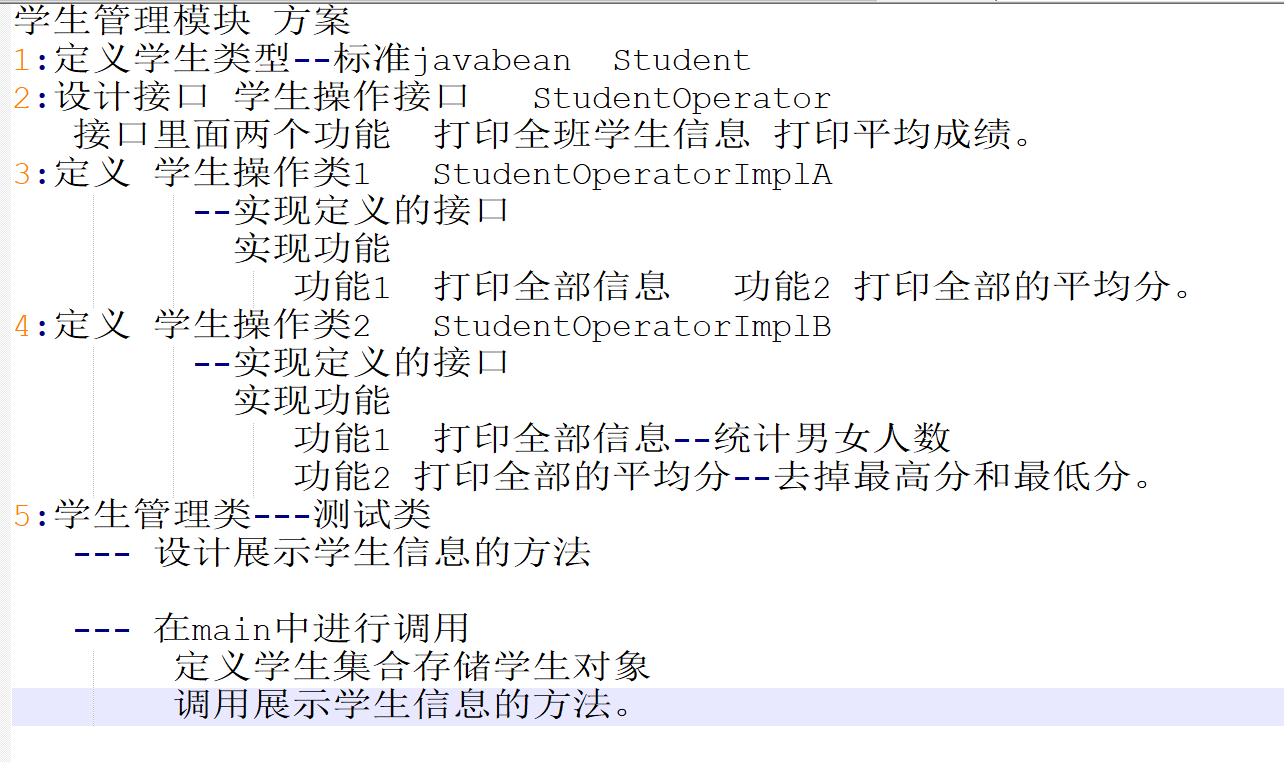 学生管理模块 方案
1:定义学生类型--标准javabean  Student
2:设计接口 学生操作接口   StudentOperator
   接口里面两个功能  打印全班学生信息 打印平均成绩。
3:定义 学生操作类1   StudentOperatorImplA
         --实现定义的接口
           实现功能
              功能1  打印全部信息   功能2 打印全部的平均分。
4:定义 学生操作类2   StudentOperatorImplB
         --实现定义的接口
           实现功能
              功能1  打印全部信息--统计男女人数
              功能2 打印全部的平均分--去掉最高分和最低分。
5:学生管理类---测试类
   --- 设计展示学生信息的方法
   --- 在main中进行调用
        定义学生集合存储学生对象
        调用展示学生信息的方法。